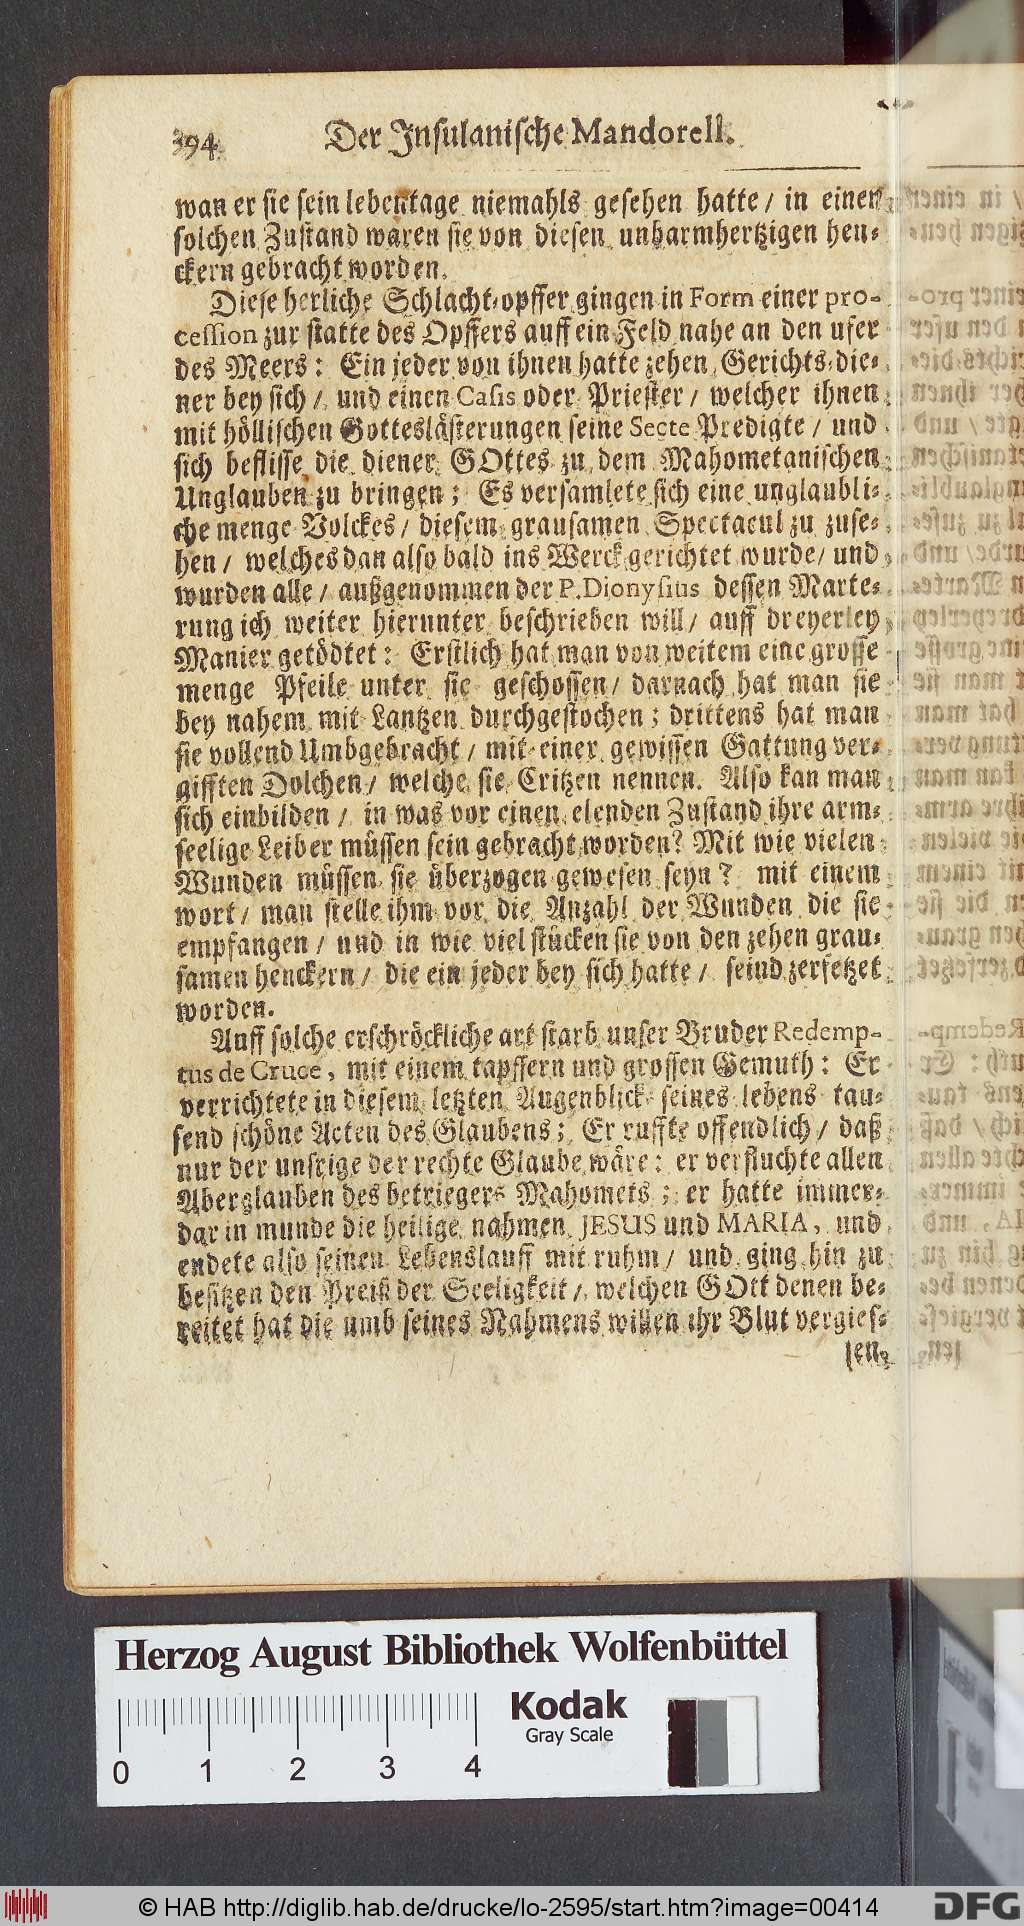 394 Der Insulanische Mandorell.
wan er sie sein lebentage niemahls gesehen hatte / in einen
solchen Zustand waren sie von diesen unbarmhertzigen hen-
ckern gebracht worden.
Diese herliche Schlacht-opffer gingen in Form einer pro-
cession zur statte des Opffers auff ein Feld nahe an den ufer
des Meers: Ein jeder von ihnen hatte zehen Gerichts-die-
ner bey sich / und einen Casis oder Priester / welcher ihnen
mit höllischen Gotteslästerungen seine Secte Predigte / und
sich beflisse die diener GOttes zu dem Mahometanischen
Unglauben zu bringen; Es versamlete sich eine unglaubli-
che menge Volckes / diesem grausamen Spectacul zu zuse-
hen / welches dan also bald ins Werck gerichtet wurde / und
wurden alle / außgenommen der P. Dionysius dessen Marte-
rung ich weiter hierunter beschrieben will / auff dreyerley
Manier getödtet: Erstlich hat man von weitem eine grosse
menge Pfeile unter sie geschossen / darnach hat man sie
bey nahem mit Lantzen durchgestochen; drittens hat man
sie vollend Umbgebracht / mit einer gewissen Gattung ver-
gifften Dolchen / welche sie Critzen nennen. Also kan man
sich einbilden / in was vor einen elenden Zustand ihre arm-
seelige Leiber müssen sein gebracht worden? Mit wie vielen
Wunden müssen sie überzogen gewesen seyn? mit einem
wort / man stelle ihm vor die Anzahl der Wunden die sie
empfangen / und in wie viel stücken sie von den zehen grau-
samen henckern / die ein jeder bey sich hatte / seind zerfetzet
worden.
Auff solche erschröckliche art starb unser Bruder Redemp-
tus de Cruce, mit einem tapffern und grossen Gemuth: Er
verrichtete in diesem letzten Augenblick seines lebens tau-
send schöne Acten des Glaubens; Er ruffte offendlich / daß
nur der unsrige der rechte Glaube wäre: er verfluchte allen
Aberglauben des betriegers Mahomets; er hatte immer-
dar in munde die heilige nahmen JESUS und MARIA, und
endete also seinen Lebenslauff mit ruhm / und ging hin zu
besitzen den Preiß der Seeligkeit / welchen GOtt denen be-
reitet hat die umb seines Nahmens willen ihr Blut vergies-
sen.
Herzog August Bibliothek Wolfenbüttel
Kodak
Gray Scale
0 1 2 3 4
© HAB http://diglib.hab.de/drucke/lo-2595/start.htm?image=00414
DFG